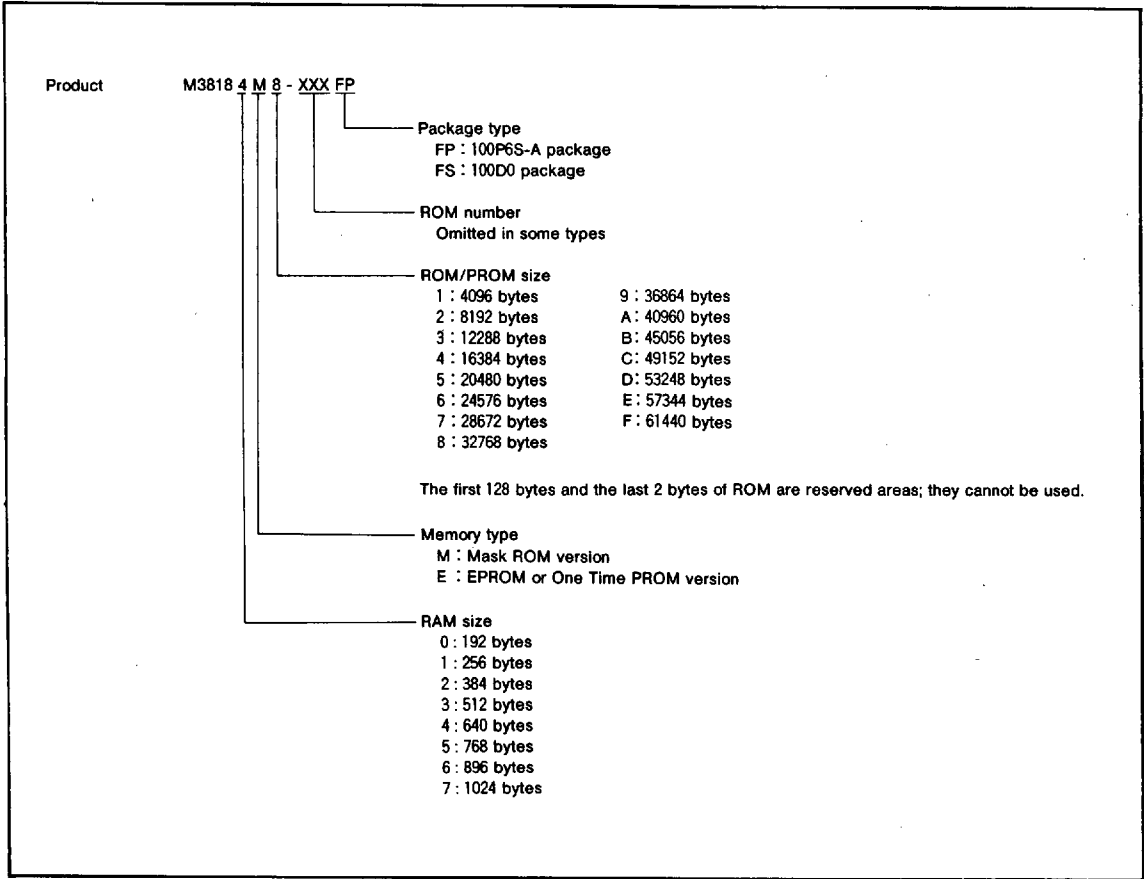 Product M3818 4 M 8 - XXX FP
Package type
FP : 100P6S-A package
FS : 100D0 package
ROM number
Omitted in some types
ROM/PROM size
1 : 4096 bytes 9 : 36864 bytes
2 : 8192 bytes A : 40960 bytes
3 : 12288 bytes B : 45056 bytes
4 : 16384 bytes C : 49152 bytes
5 : 20480 bytes D : 53248 bytes
6 : 24576 bytes E : 57344 bytes
7 : 28672 bytes F : 61440 bytes
8 : 32768 bytes
The first 128 bytes and the last 2 bytes of ROM are reserved areas; they cannot be used.
Memory type
M : Mask ROM version
E : EPROM or One Time PROM version
RAM size
0 : 192 bytes
1 : 256 bytes
2 : 384 bytes
3 : 512 bytes
4 : 640 bytes
5 : 768 bytes
6 : 896 bytes
7 : 1024 bytes